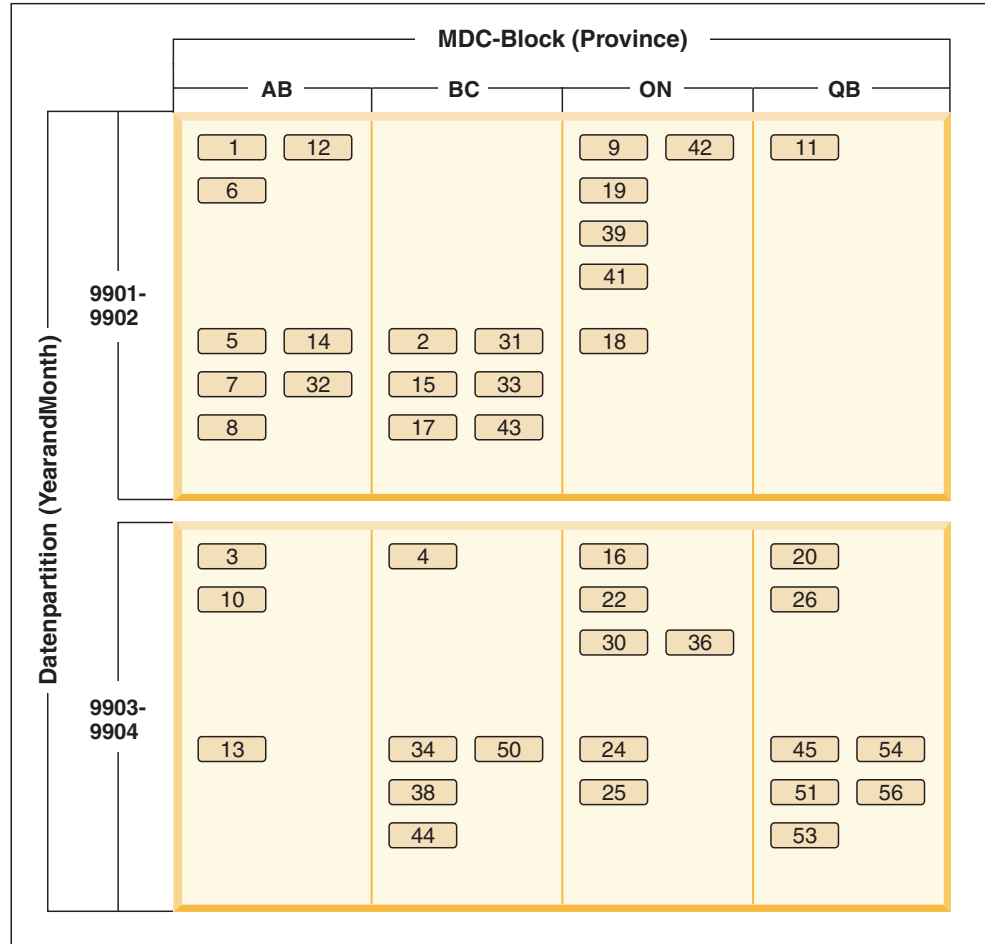 MDC-Block (Province)
AB BC ON QB
Datenpartition (YearandMonth)
9901-
9902
1 12 9 42 11
6 19
39
41
5 14 2 31 18
7 32 15 33
8 17 43
9903-
9904
3 4 16 20
10 22 26
30 36
13 34 50 24 45 54
38 25 51 56
44 53